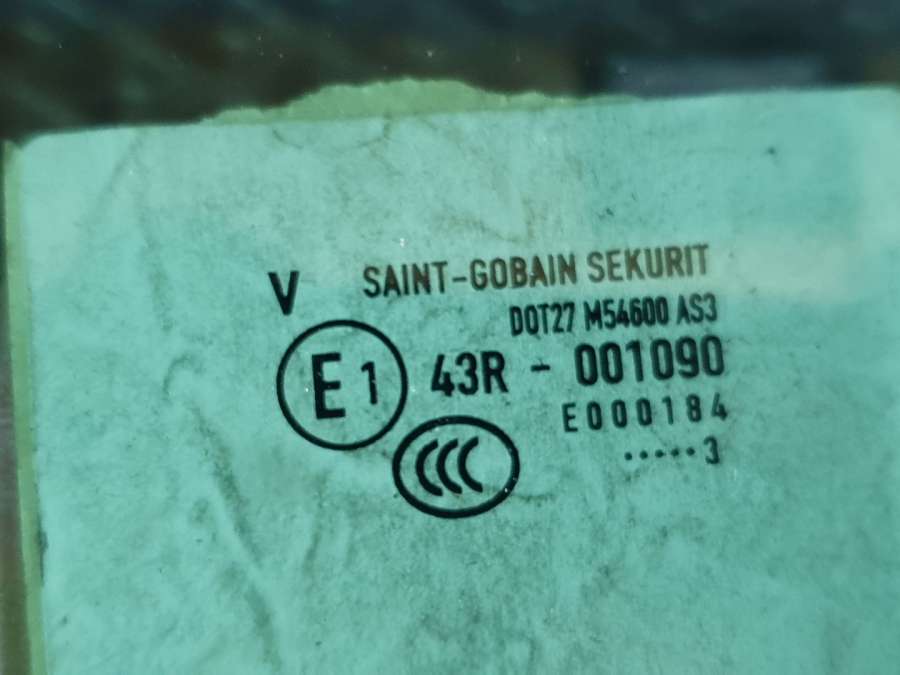 V SAINT-GOBAIN SEKURIT
DOT27 M54600 AS3
E1 43R - 001090
E000184
CCC
·····3